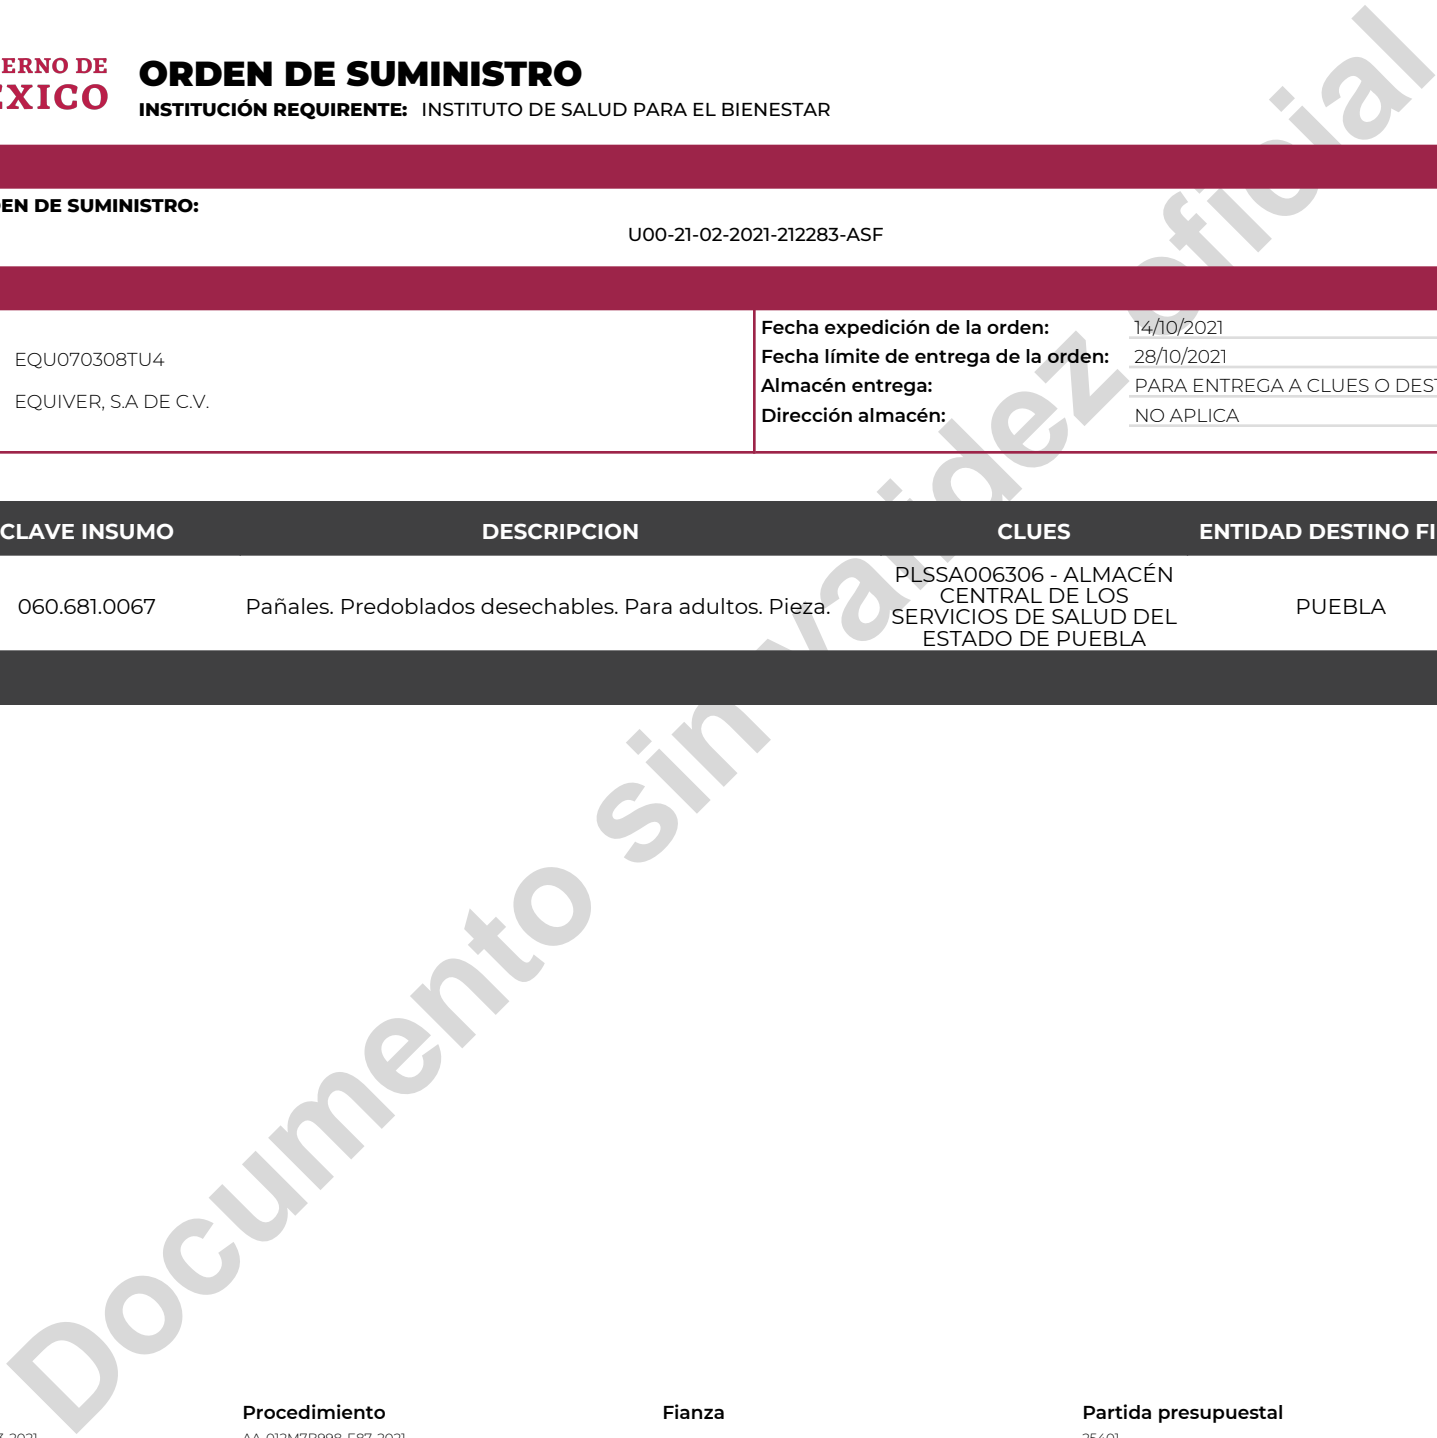 ERNO DE
ORDEN DE SUMINISTRO
XICO
INSTITUCIÓN REQUIRENTE: INSTITUTO DE SALUD PARA EL BIENESTAR
EN DE SUMINISTRO:
U00-21-02-2021-212283-ASF
Fecha expedición de la orden: 14/10/2021
EQU070308TU4
Fecha límite de entrega de la orden: 28/10/2021
Almacén entrega: PARA ENTREGA A CLUES O DEST
EQUIVER, S.A DE C.V.
Dirección almacén: NO APLICA
CLAVE INSUMO DESCRIPCION CLUES ENTIDAD DESTINO FI
060.681.0067 Pañales. Predoblados desechables. Para adultos. Pieza.
PLSSA006306 - ALMACÉN
CENTRAL DE LOS
SERVICIOS DE SALUD DEL
ESTADO DE PUEBLA
PUEBLA
Documento sin validez oficial
Procedimiento Fianza Partida presupuestal